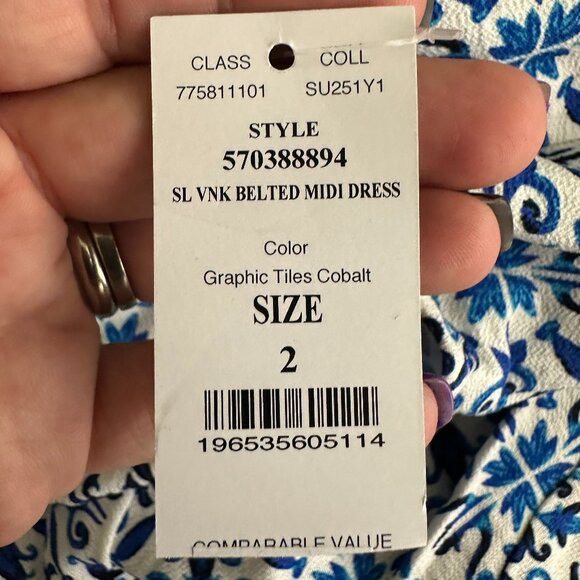 CLASS COLL
775811101 SU251Y1
STYLE
570388894
SL VNK BELTED MIDI DRESS
Color
Graphic Tiles Cobalt
SIZE
2
196535605114
COMPARABLE VALUE